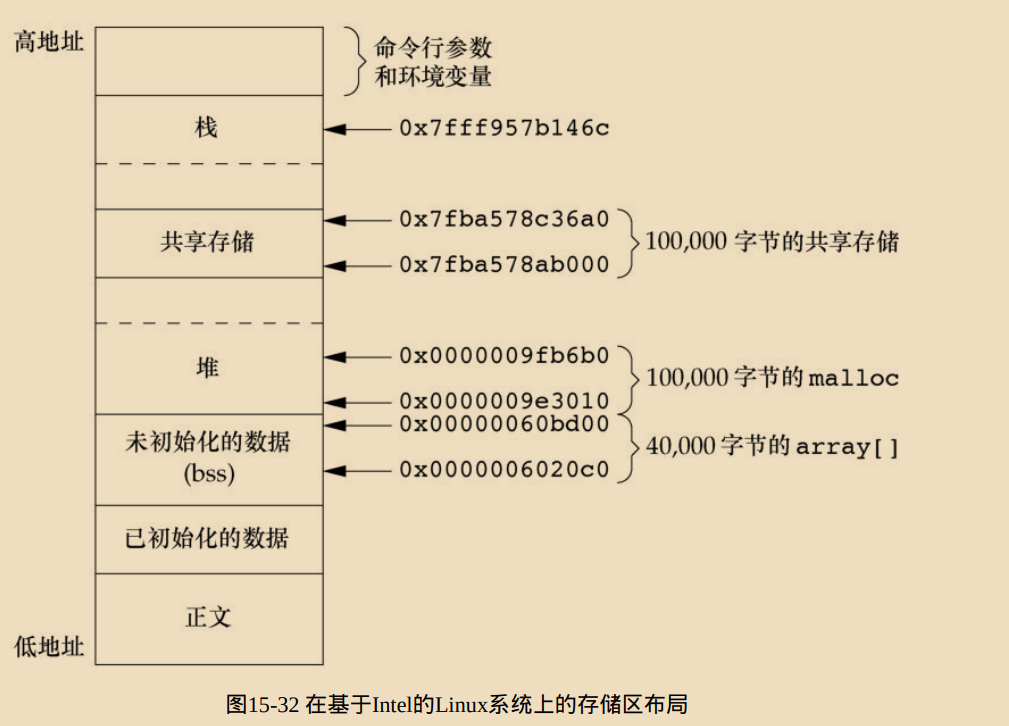 高地址
命令行参数
和环境变量
栈
0x7fff957b146c
0x7fba578c36a0
共享存储
100,000 字节的共享存储
0x7fba578ab000
0x0000009fb6b0
堆
100,000 字节的 malloc
0x0000009e3010
0x00000060bd00
未初始化的数据
(bss)
40,000 字节的 array[]
0x0000006020c0
已初始化的数据
正文
低地址
图15-32 在基于Intel的Linux系统上的存储区布局